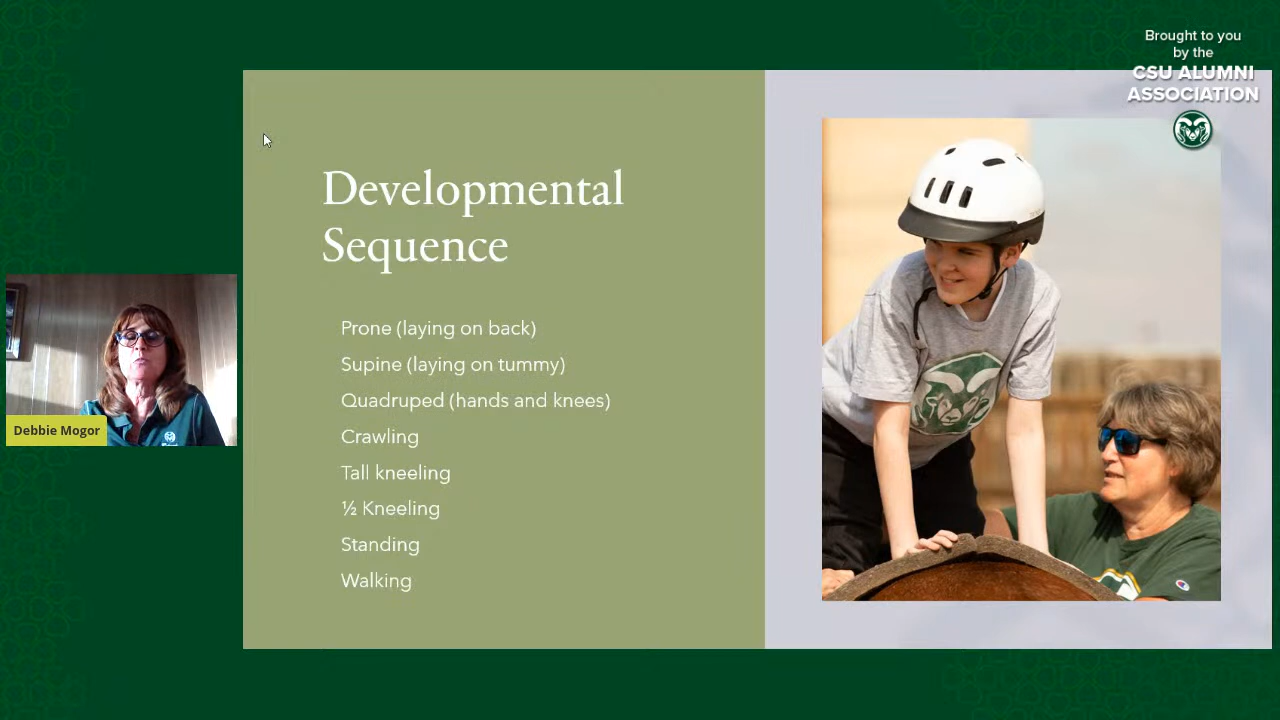 Brought to you
by the
CSU ALUMNI
ASSOCIATION
Developmental
Sequence
Prone (laying on back)
Supine (laying on tummy)
Quadruped (hands and knees)
Crawling
Tall kneeling
½ Kneeling
Standing
Walking
Debbie Mogor